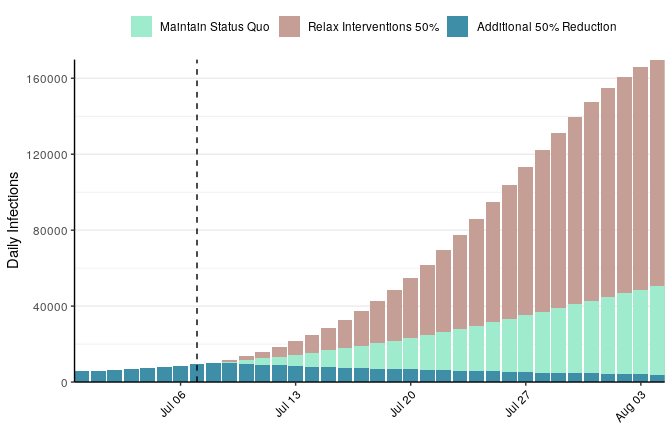 Maintain Status Quo Relax Interventions 50% Additional 50% Reduction
Daily Infections
160000
120000
80000
40000
0
Jul 06 Jul 13 Jul 20 Jul 27 Aug 03